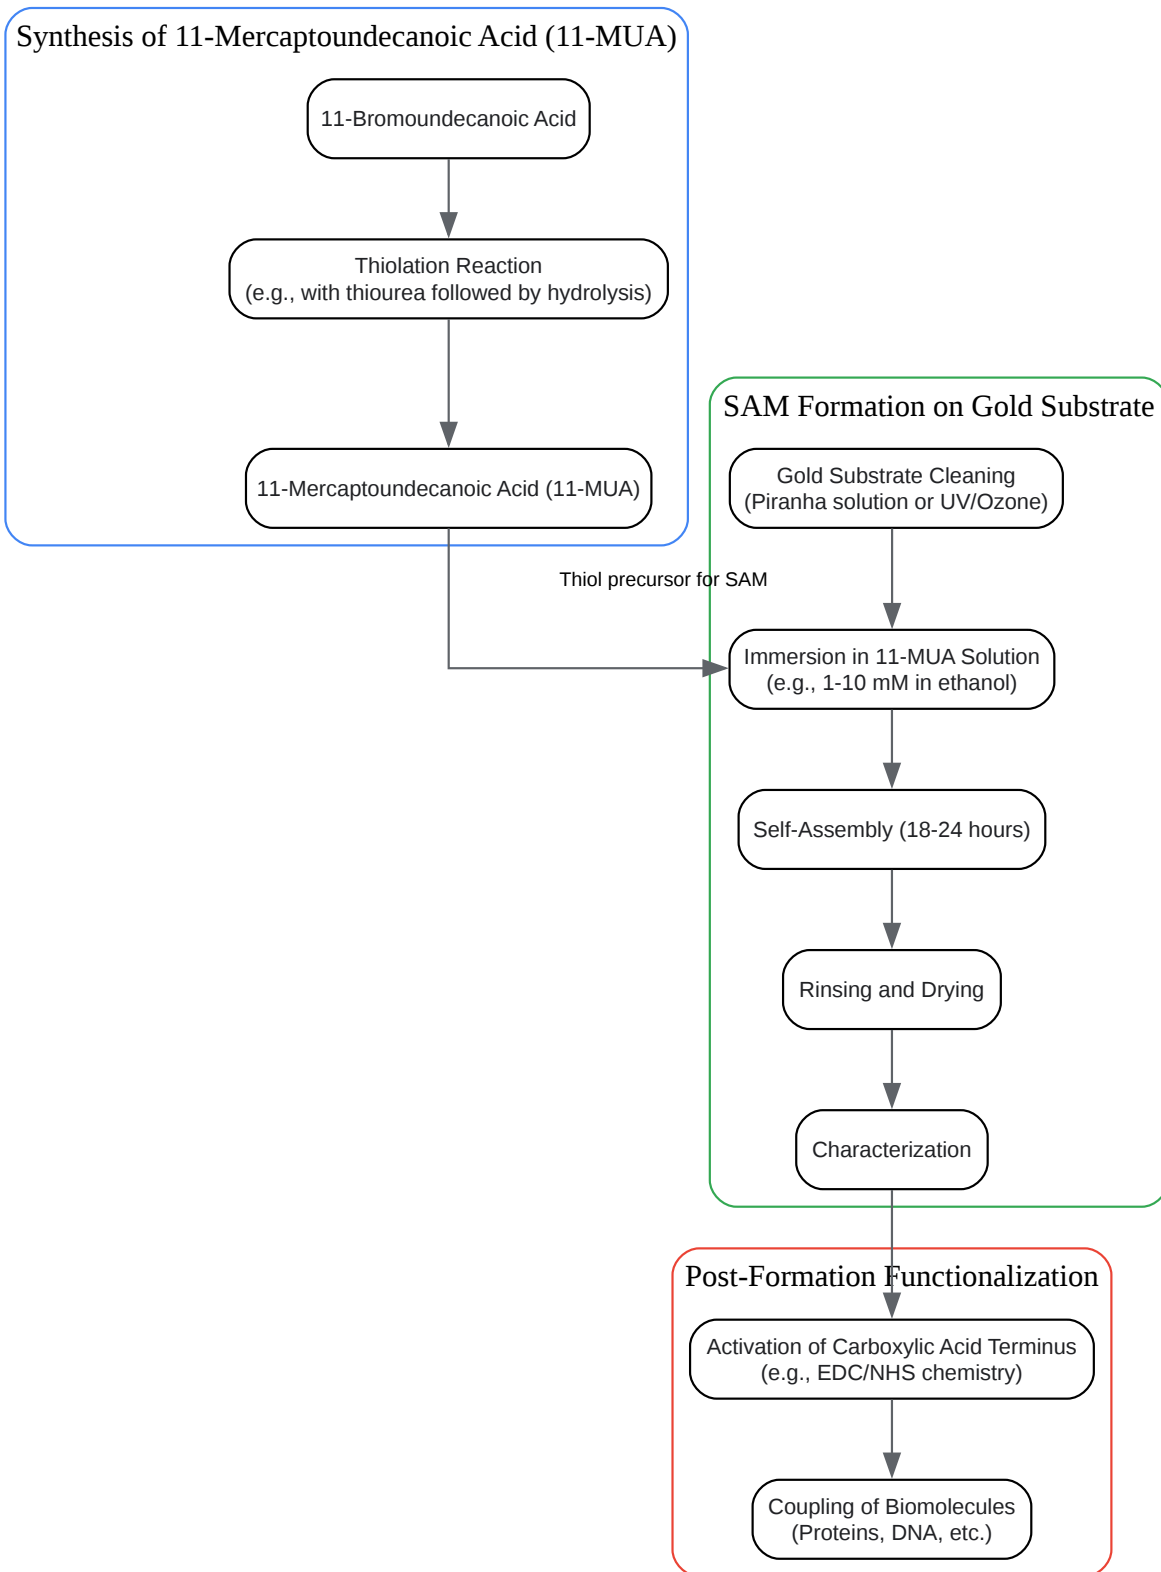 Synthesis of 11-Mercaptoundecanoic Acid (11-MUA)
11-Bromoundecanoic Acid
Thiolation Reaction
(e.g., with thiourea followed by hydrolysis)
11-Mercaptoundecanoic Acid (11-MUA)
Thiol precursor for SAM
SAM Formation on Gold Substrate
Gold Substrate Cleaning
(Piranha solution or UV/Ozone)
Immersion in 11-MUA Solution
(e.g., 1-10 mM in ethanol)
Self-Assembly (18-24 hours)
Rinsing and Drying
Characterization
Post-Formation Functionalization
Activation of Carboxylic Acid Terminus
(e.g., EDC/NHS chemistry)
Coupling of Biomolecules
(Proteins, DNA, etc.)